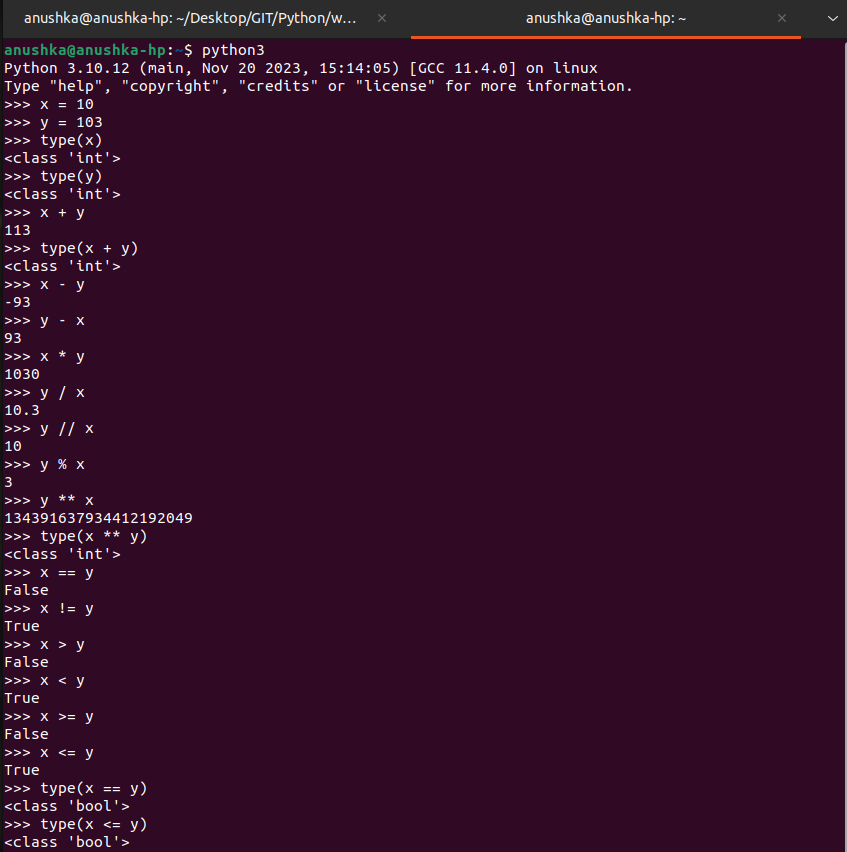 anushka@anushka-hp: ~/Desktop/GIT/Python/w...
anushka@anushka-hp: ~
anushka@anushka-hp:~$ python3
Python 3.10.12 (main, Nov 20 2023, 15:14:05) [GCC 11.4.0] on linux
Type "help", "copyright", "credits" or "license" for more information.
>>> x = 10
>>> y = 103
>>> type(x)
<class 'int'>
>>> type(y)
<class 'int'>
>>> x + y
113
>>> type(x + y)
<class 'int'>
>>> x - y
-93
>>> y - x
93
>>> x * y
1030
>>> y / x
10.3
>>> y // x
10
>>> y % x
3
>>> y ** x
134391637934412192049
>>> type(x ** y)
<class 'int'>
>>> x == y
False
>>> x != y
True
>>> x > y
False
>>> x < y
True
>>> x >= y
False
>>> x <= y
True
>>> type(x == y)
<class 'bool'>
>>> type(x <= y)
<class 'bool'>